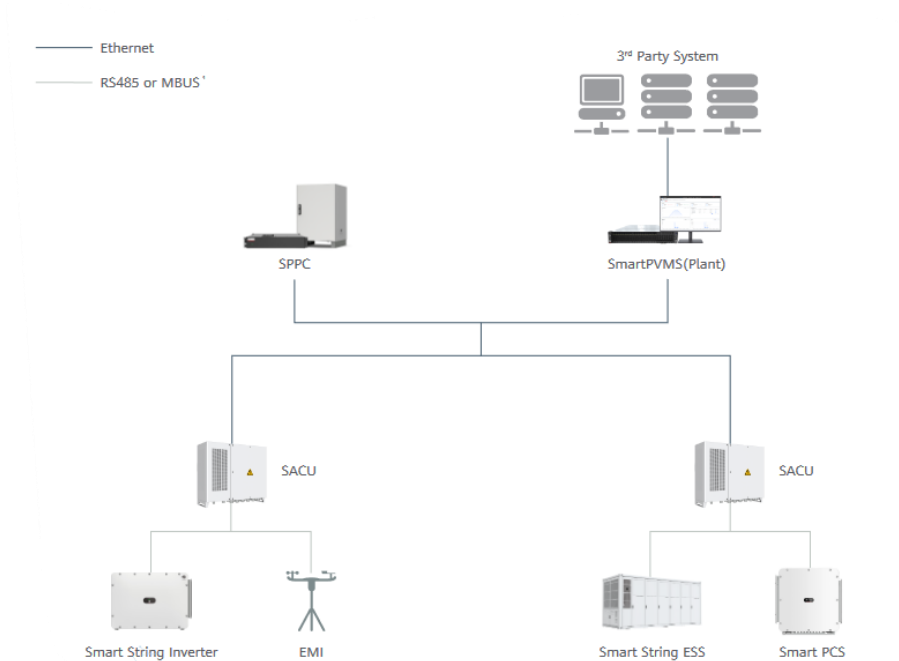 Ethernet
RS485 or MBUS*
3rd Party System
SPPC
SmartPVMS(Plant)
SACU
SACU
Smart String Inverter
EMI
Smart String ESS
Smart PCS